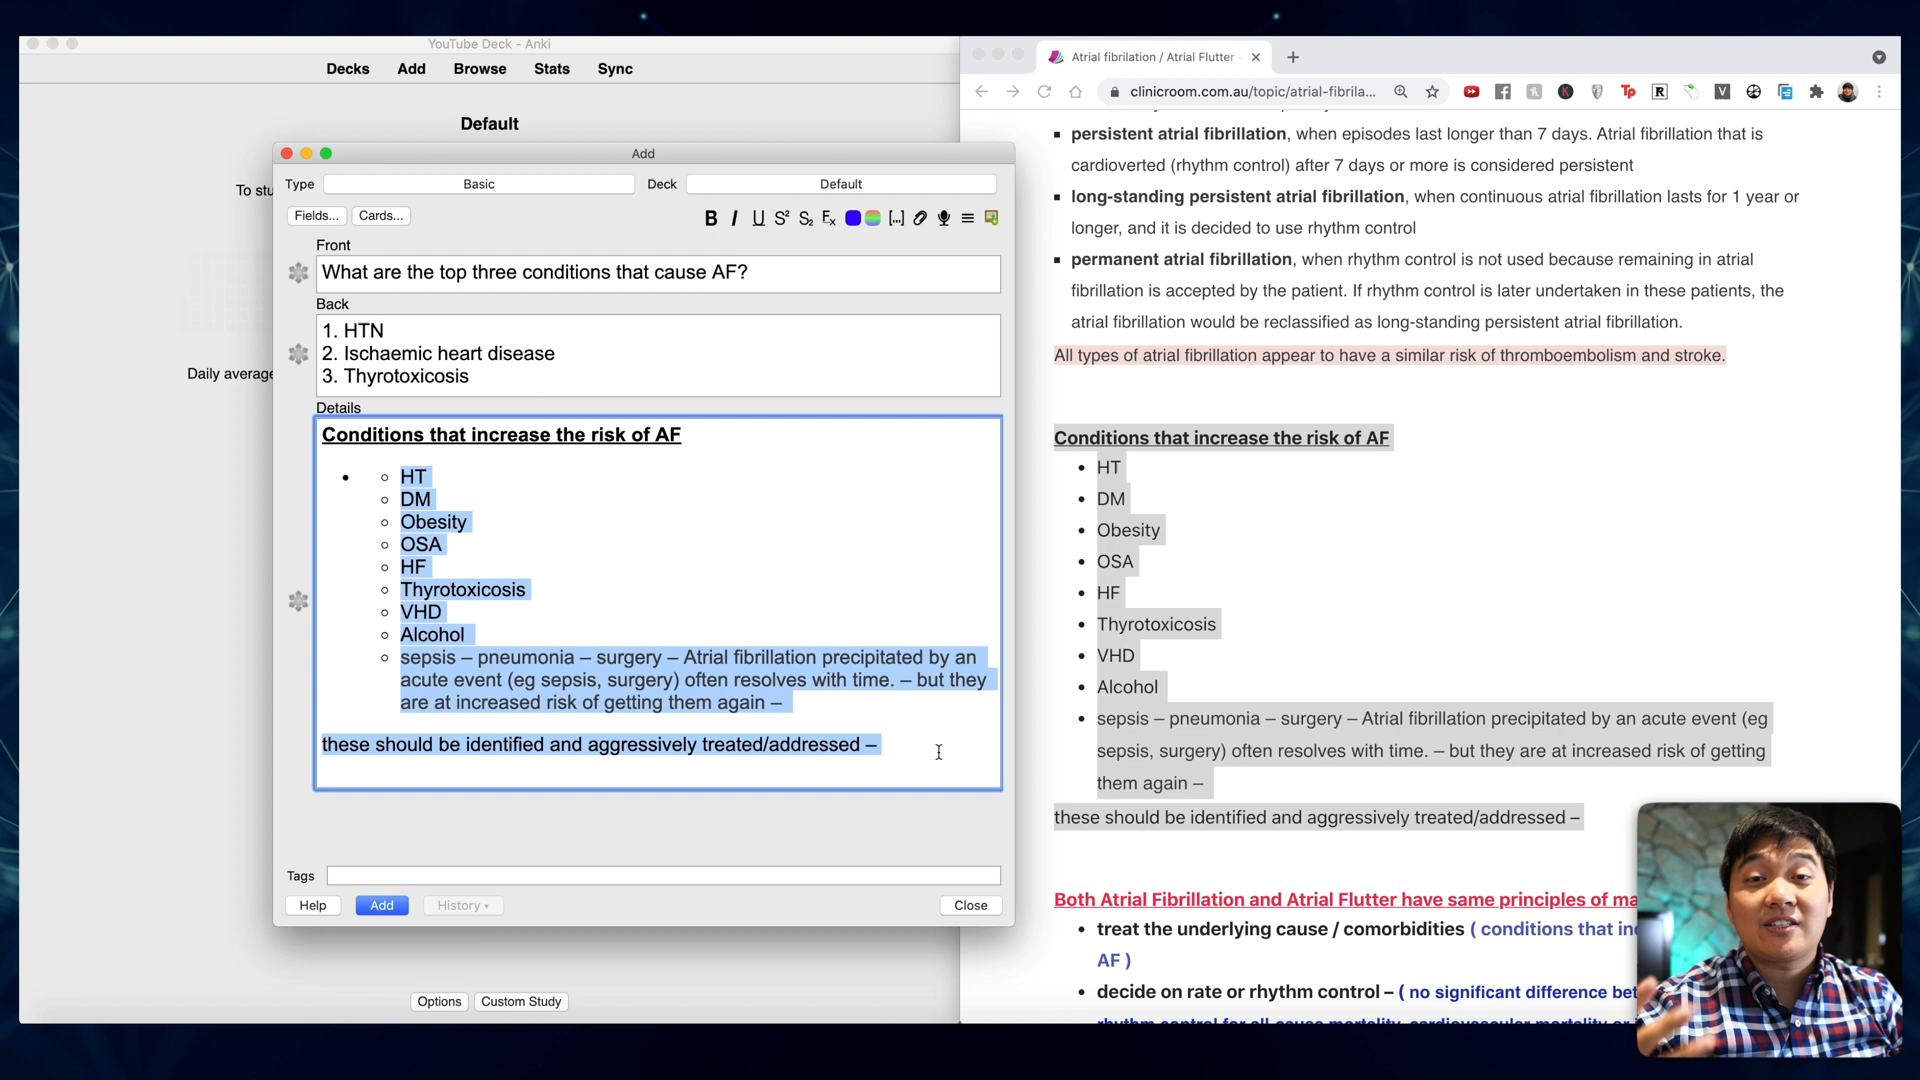 YouTube Deck - Anki
Decks Add Browse Stats Sync
Default
To stu
Daily average
Add
Type Basic Deck Default
Fields... Cards...
Front
What are the top three conditions that cause AF?
Back
1. HTN
2. Ischaemic heart disease
3. Thyrotoxicosis
Details
Conditions that increase the risk of AF
HT
DM
Obesity
OSA
HF
Thyrotoxicosis
VHD
Alcohol
sepsis – pneumonia – surgery – Atrial fibrillation precipitated by an
acute event (eg sepsis, surgery) often resolves with time. – but they
are at increased risk of getting them again –
these should be identified and aggressively treated/addressed –
Tags
Help Add History Close
Options Custom Study
Atrial fibrilation / Atrial Flutter -
clinicroom.com.au/topic/atrial-fibrila...
persistent atrial fibrillation, when episodes last longer than 7 days. Atrial fibrillation that is
cardioverted (rhythm control) after 7 days or more is considered persistent
long-standing persistent atrial fibrillation, when continuous atrial fibrillation lasts for 1 year or
longer, and it is decided to use rhythm control
permanent atrial fibrillation, when rhythm control is not used because remaining in atrial
fibrillation is accepted by the patient. If rhythm control is later undertaken in these patients, the
atrial fibrillation would be reclassified as long-standing persistent atrial fibrillation.
All types of atrial fibrillation appear to have a similar risk of thromboembolism and stroke.
Conditions that increase the risk of AF
HT
DM
Obesity
OSA
HF
Thyrotoxicosis
VHD
Alcohol
sepsis – pneumonia – surgery – Atrial fibrillation precipitated by an acute event (eg
sepsis, surgery) often resolves with time. – but they are at increased risk of getting
them again –
these should be identified and aggressively treated/addressed –
Both Atrial Fibrillation and Atrial Flutter have same principles of ma
treat the underlying cause / comorbidities ( conditions that inc
AF )
decide on rate or rhythm control – ( no significant difference bet
rhythm control for all-cause mortality, cardiovascular mortality or